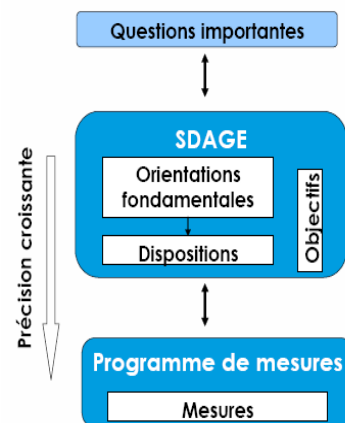 Questions importantes
SDAGE
Orientations
fondamentales
Dispositions
Objectifs
Précision croissante
Programme de mesures
Mesures